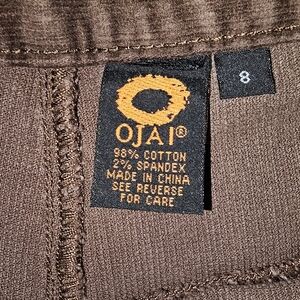 OJAI®
8
98% COTTON
2% SPANDEX
MADE IN CHINA
SEE REVERSE
FOR CARE